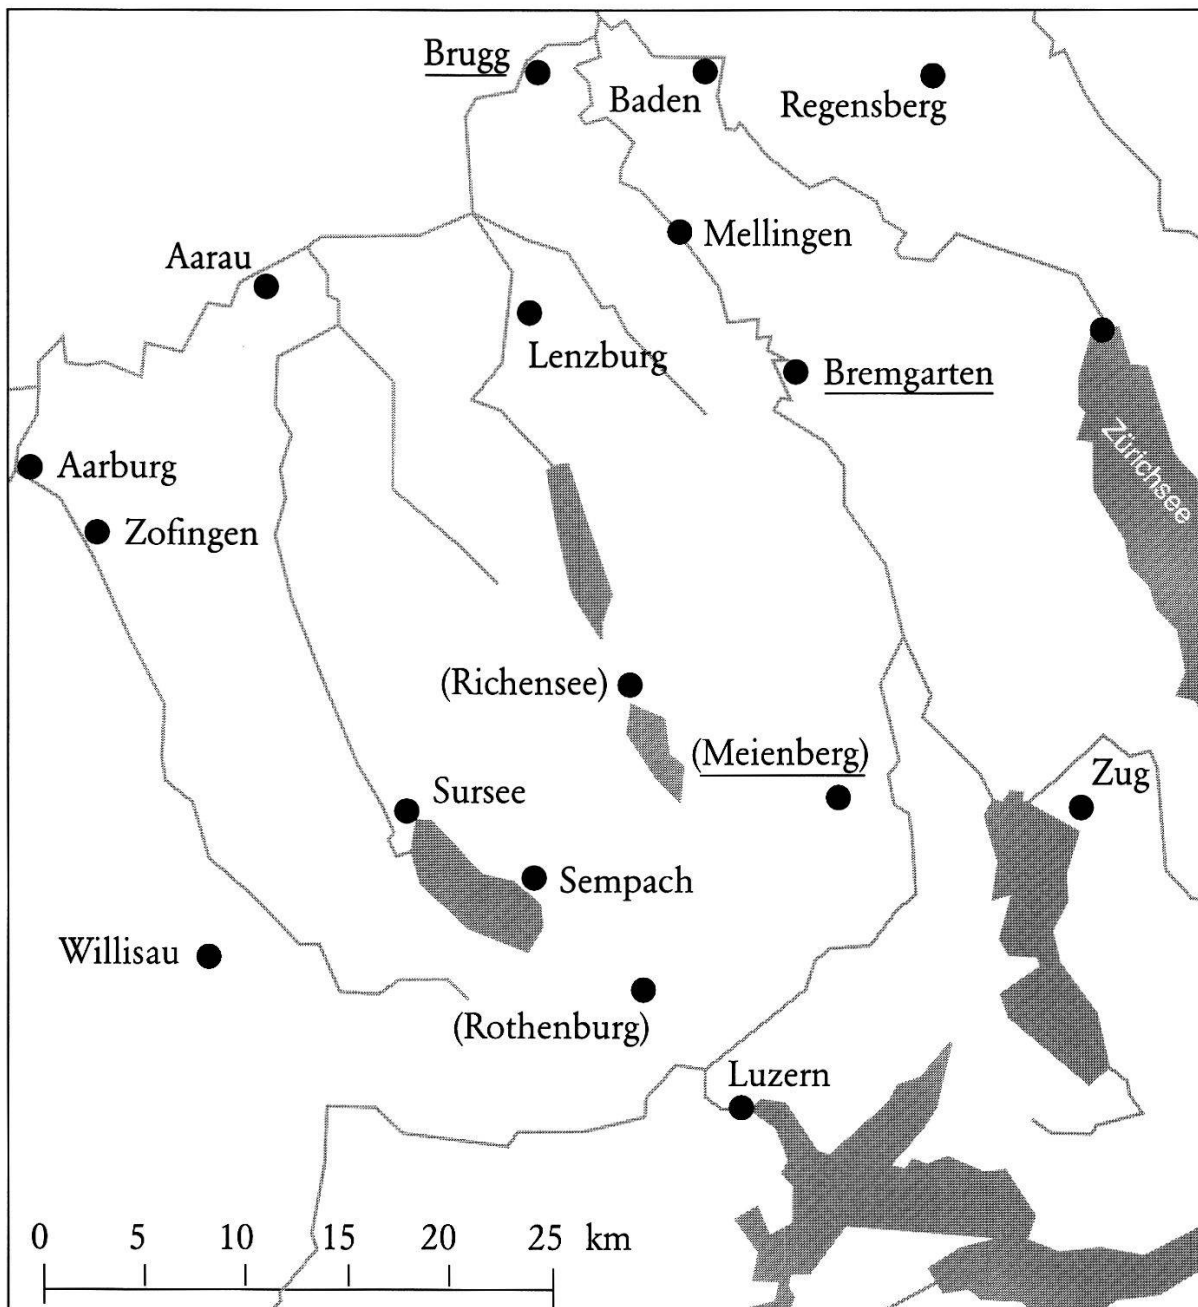 Brugg
Baden
Regensberg
Mellingen
Aarau
Lenzburg
Bremgarten
Zürichsee
Aarburg
Zofingen
(Richensee)
(Meienberg)
Zug
Sursee
Sempach
Willisau
(Rothenburg)
Luzern
0 5 10 15 20 25 km